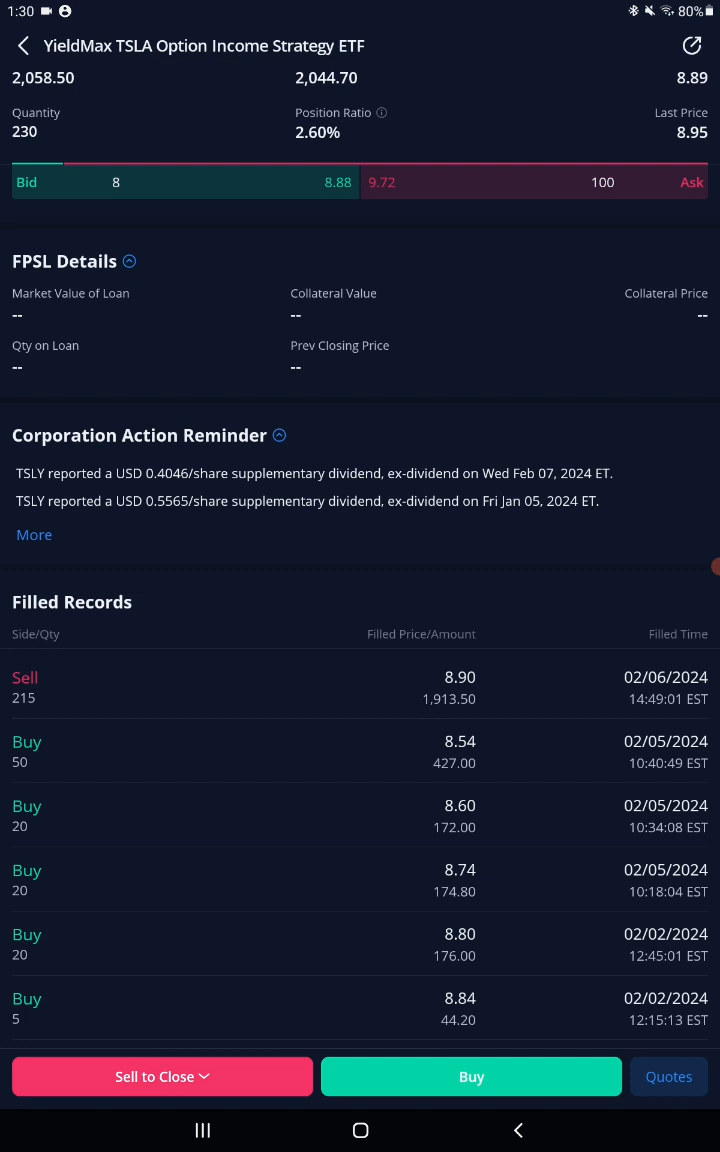 1:30 80%
YieldMax TSLA Option Income Strategy ETF
2,058.50 2,044.70 8.89
Quantity Position Ratio Last Price
230 2.60% 8.95
Bid 8 8.88 9.72 100 Ask
FPSL Details
Market Value of Loan Collateral Value Collateral Price
-- -- --
Qty on Loan Prev Closing Price
-- --
Corporation Action Reminder
TSLY reported a USD 0.4046/share supplementary dividend, ex-dividend on Wed Feb 07, 2024 ET.
TSLY reported a USD 0.5565/share supplementary dividend, ex-dividend on Fri Jan 05, 2024 ET.
More
Filled Records
Side/Qty Filled Price/Amount Filled Time
Sell 8.90 02/06/2024
215 1,913.50 14:49:01 EST
Buy 8.54 02/05/2024
50 427.00 10:40:49 EST
Buy 8.60 02/05/2024
20 172.00 10:34:08 EST
Buy 8.74 02/05/2024
20 174.80 10:18:04 EST
Buy 8.80 02/02/2024
20 176.00 12:45:01 EST
Buy 8.84 02/02/2024
5 44.20 12:15:13 EST
Sell to Close Buy Quotes